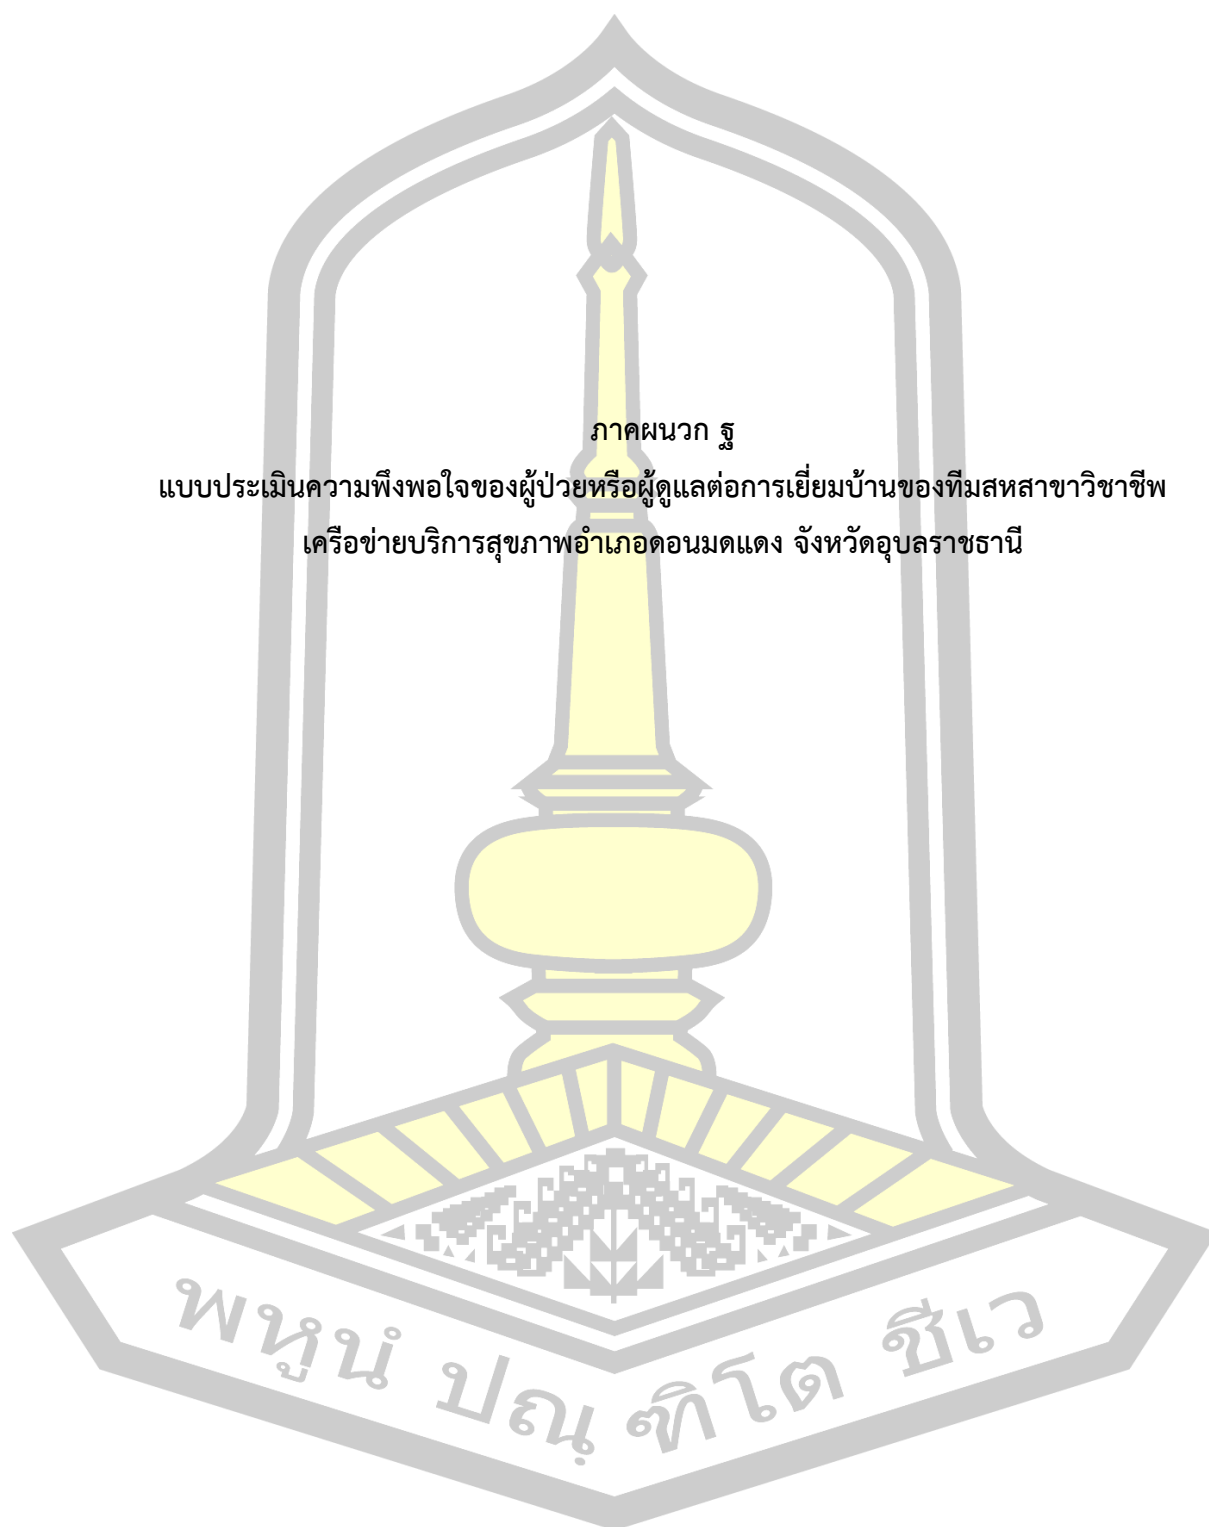 ภาคผนวก ฐ
แบบประเมินความพึงพอใจของผู้ป่วยหรือผู้ดูแลต่อการเยี่ยมบ้านของทีมสหสาขาวิชาชีพ
เครือข่ายบริการสุขภาพอำเภอดอนมดแดง จังหวัดอุบลราชธานี
พหูนํ ปณฺ ฑิโต ชีเว